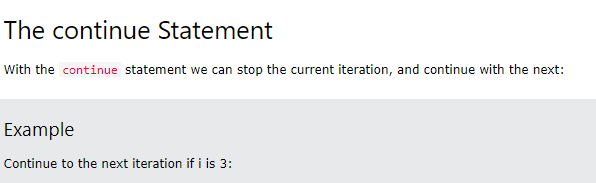 The continue Statement
With the continue statement we can stop the current iteration, and continue with the next:
Example
Continue to the next iteration if i is 3: